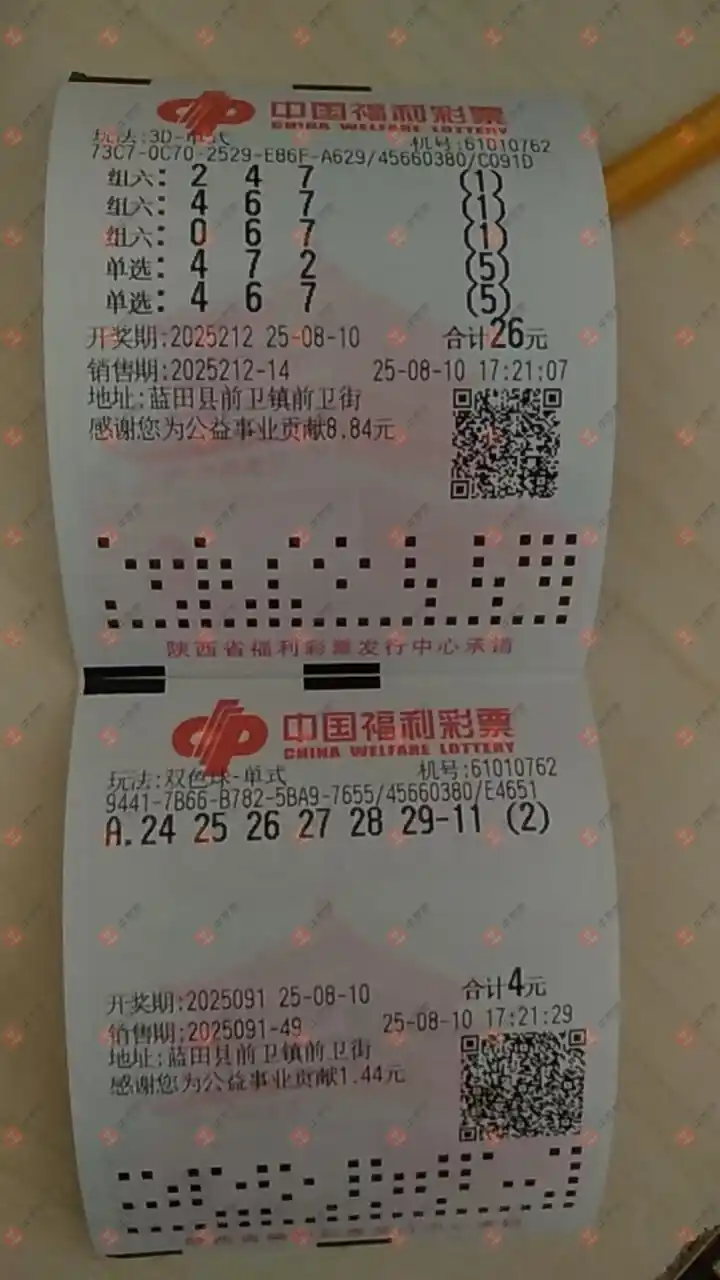 中国福利彩票
CHINA WELFARE LOTTERY
玩法:3D-单式 机号:61010762
73C7-0C70-2529-E86F-A629/45660380/C091D
组六: 2 4 7 (1)
组六: 4 6 7 (1)
组六: 0 6 7 (1)
单选: 4 7 2 (5)
单选: 4 6 7 (5)
开奖期:2025212 25-08-10 合计26元
销售期:2025212-14 25-08-10 17:21:07
地址:蓝田县前卫镇前卫街
感谢您为公益事业贡献8.84元
陕西省福利彩票发行中心承销
中国福利彩票
CHINA WELFARE LOTTERY
玩法:双色球-单式 机号:61010762
9441-7B66-B782-5BA9-7655/45660380/E4651
A.24 25 26 27 28 29-11 (2)
开奖期:2025091 25-08-10 合计4元
销售期:2025091-49 25-08-10 17:21:29
地址:蓝田县前卫镇前卫街
感谢您为公益事业贡献1.44元